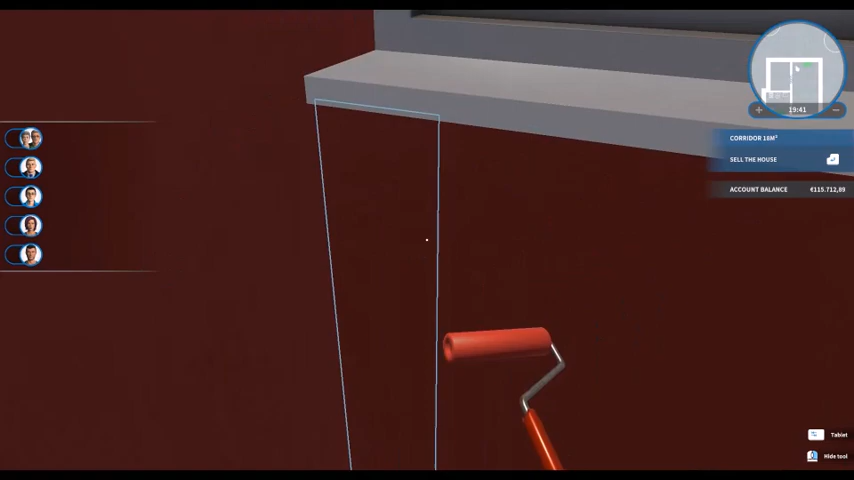 19:41
CORRIDOR 18M²
SELL THE HOUSE
ACCOUNT BALANCE €115.712,89
Tablet
Hide tool